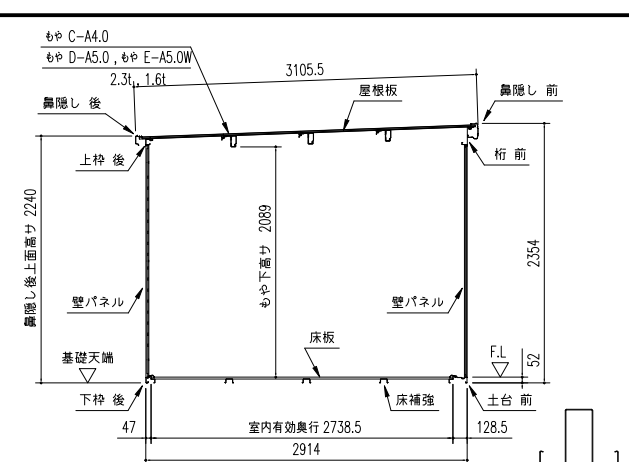 もや C-A4.0
もや D-A5.0 , もや E-A5.0W
2.3t, 1.6t
3105.5
鼻隠し 後
屋根板
鼻隠し 前
上枠 後
桁 前
鼻隠し後上面高サ 2240
もや下高サ 2089
2354
壁パネル
壁パネル
床板
基礎天端
F.L
52
下枠 後
床補強
土台 前
47
室内有効奥行 2738.5
128.5
2914